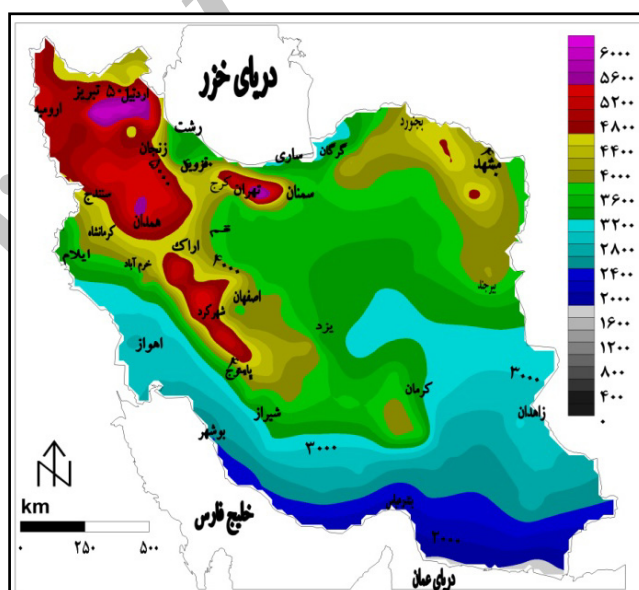 دریای خزر
ارومیه
تبریز
۵۰
اردبیل
رشت
زنجان
۵۰۰۰
قزوین
ساری
گرگان
بجنورد
مشهد
کرج
تهران
سمنان
سنندج
همدان
کرمانشاه
قم
ایلام
خرم آباد
اراک
۴۰۰۰
اصفهان
شهرکرد
یزد
بیرجند
اهواز
یاسوج
شیراز
کرمان
۳۰۰۰
زاهدان
بوشهر
۳۰۰۰
خلیج فارس
۲۰۰۰
دریای عمان
km
۰ ۲۵۰ ۵۰۰
۶۰۰۰
۵۶۰۰
۵۲۰۰
۴۸۰۰
۴۴۰۰
۴۰۰۰
۳۶۰۰
۳۲۰۰
۲۸۰۰
۲۴۰۰
۲۰۰۰
۱۶۰۰
۱۲۰۰
۸۰۰
۴۰۰
۰